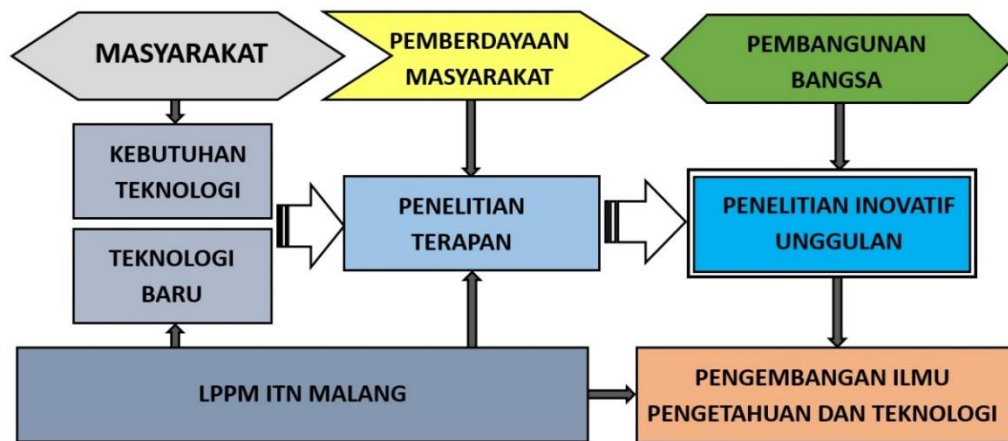 MASYARAKAT
PEMBERDAYAAN
MASYARAKAT
PEMBANGUNAN
BANGSA
KEBUTUHAN
TEKNOLOGI
TEKNOLOGI
BARU
PENELITIAN
TERAPAN
PENELITIAN INOVATIF
UNGGULAN
LPPM ITN MALANG
PENGEMBANGAN ILMU
PENGETAHUAN DAN TEKNOLOGI